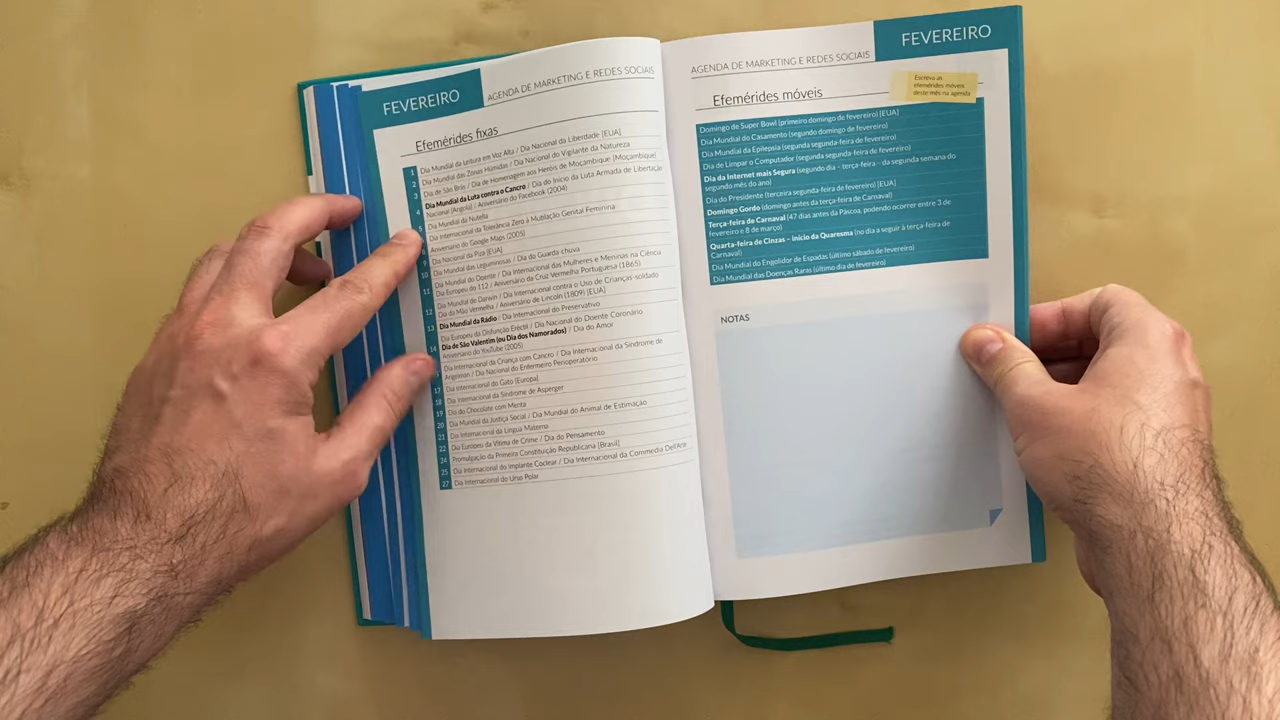 FEVEREIRO
AGENDA DE MARKETING E REDES SOCIAIS
Efemérides fixas
1 Dia Mundial da Leitura em Voz Alta / Dia Nacional da Liberdade [EUA]
2 Dia Mundial das Zonas Húmidas / Dia Nacional do Vigilante da Natureza
3 Dia de São Brás / Dia de Homenagem aos Heróis de Moçambique [Moçambique]
4 Dia Mundial da Luta contra o Cancro / Dia do Início da Luta Armada de Libertação
Nacional [Angola] / Aniversário do Facebook (2004)
5 Dia Mundial da Nutella
Dia Internacional da Tolerância Zero à Mutilação Genital Feminina
8 Aniversário do Google Maps (2005)
9 Dia Nacional da Piza [EUA]
10 Dia Mundial das Leguminosas / Dia do Guarda-chuva
11 Dia Mundial do Doente / Dia Internacional das Mulheres e Meninas na Ciência
Dia Europeu do 112 / Aniversário da Cruz Vermelha Portuguesa (1865)
12 Dia Mundial de Darwin / Dia Internacional contra o Uso de Crianças-soldado
Dia da Mão Vermelha / Aniversário de Lincoln (1809) [EUA]
13 Dia Mundial da Rádio / Dia Internacional do Preservativo
14 Dia Europeu da Disfunção Eréctil / Dia Nacional do Doente Coronário
Dia de São Valentim (ou Dia dos Namorados) / Dia do Amor
Aniversário do YouTube (2005)
Dia Internacional da Criança com Cancro / Dia Internacional da Síndrome de
Angelman / Dia Nacional do Enfermeiro Perioperatório
17 Dia Internacional do Gato [Europa]
18 Dia Internacional da Síndrome de Asperger
19 Dia do Chocolate com Menta
20 Dia Mundial da Justiça Social / Dia Mundial do Animal de Estimação
21 Dia Internacional da Língua Materna
22 Dia Europeu da Vítima de Crime / Dia do Pensamento
24 Promulgação da Primeira Constituição Republicana [Brasil]
25 Dia Internacional do Implante Coclear / Dia Internacional da Commedia Dell'Arte
27 Dia Internacional do Urso Polar
AGENDA DE MARKETING E REDES SOCIAIS
FEVEREIRO
Efemérides móveis
Escreva as
efemérides móveis
deste mês na agenda
Domingo de Super Bowl (primeiro domingo de fevereiro) [EUA]
Dia Mundial do Casamento (segundo domingo de fevereiro)
Dia Mundial da Epilepsia (segunda segunda-feira de fevereiro)
Dia de Limpar o Computador (segunda segunda-feira de fevereiro)
Dia da Internet mais Segura (segundo dia – terça-feira – da segunda semana do
segundo mês do ano)
Dia do Presidente (terceira segunda-feira de fevereiro) [EUA]
Domingo Gordo (domingo antes da terça-feira de Carnaval)
Terça-feira de Carnaval (47 dias antes da Páscoa, podendo ocorrer entre 3 de
fevereiro e 8 de março)
Quarta-feira de Cinzas – início da Quaresma (no dia a seguir à terça-feira de
Carnaval)
Dia Mundial do Engolidor de Espadas (último sábado de fevereiro)
Dia Mundial das Doenças Raras (último dia de fevereiro)
NOTAS